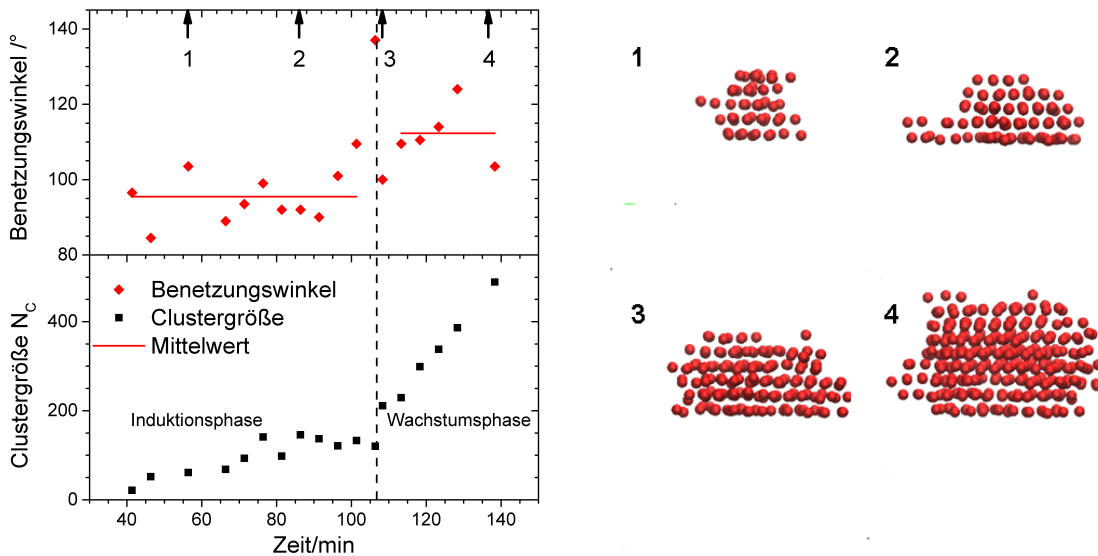 Benetzungswinkel /°
140
120
100
80
1
2
3
4
Clustergröße N_C
400
200
0
Benetzungswinkel
Clustergröße
Mittelwert
Induktionsphase
Wachstumsphase
40
60
80
100
120
140
Zeit/min
1
2
3
4